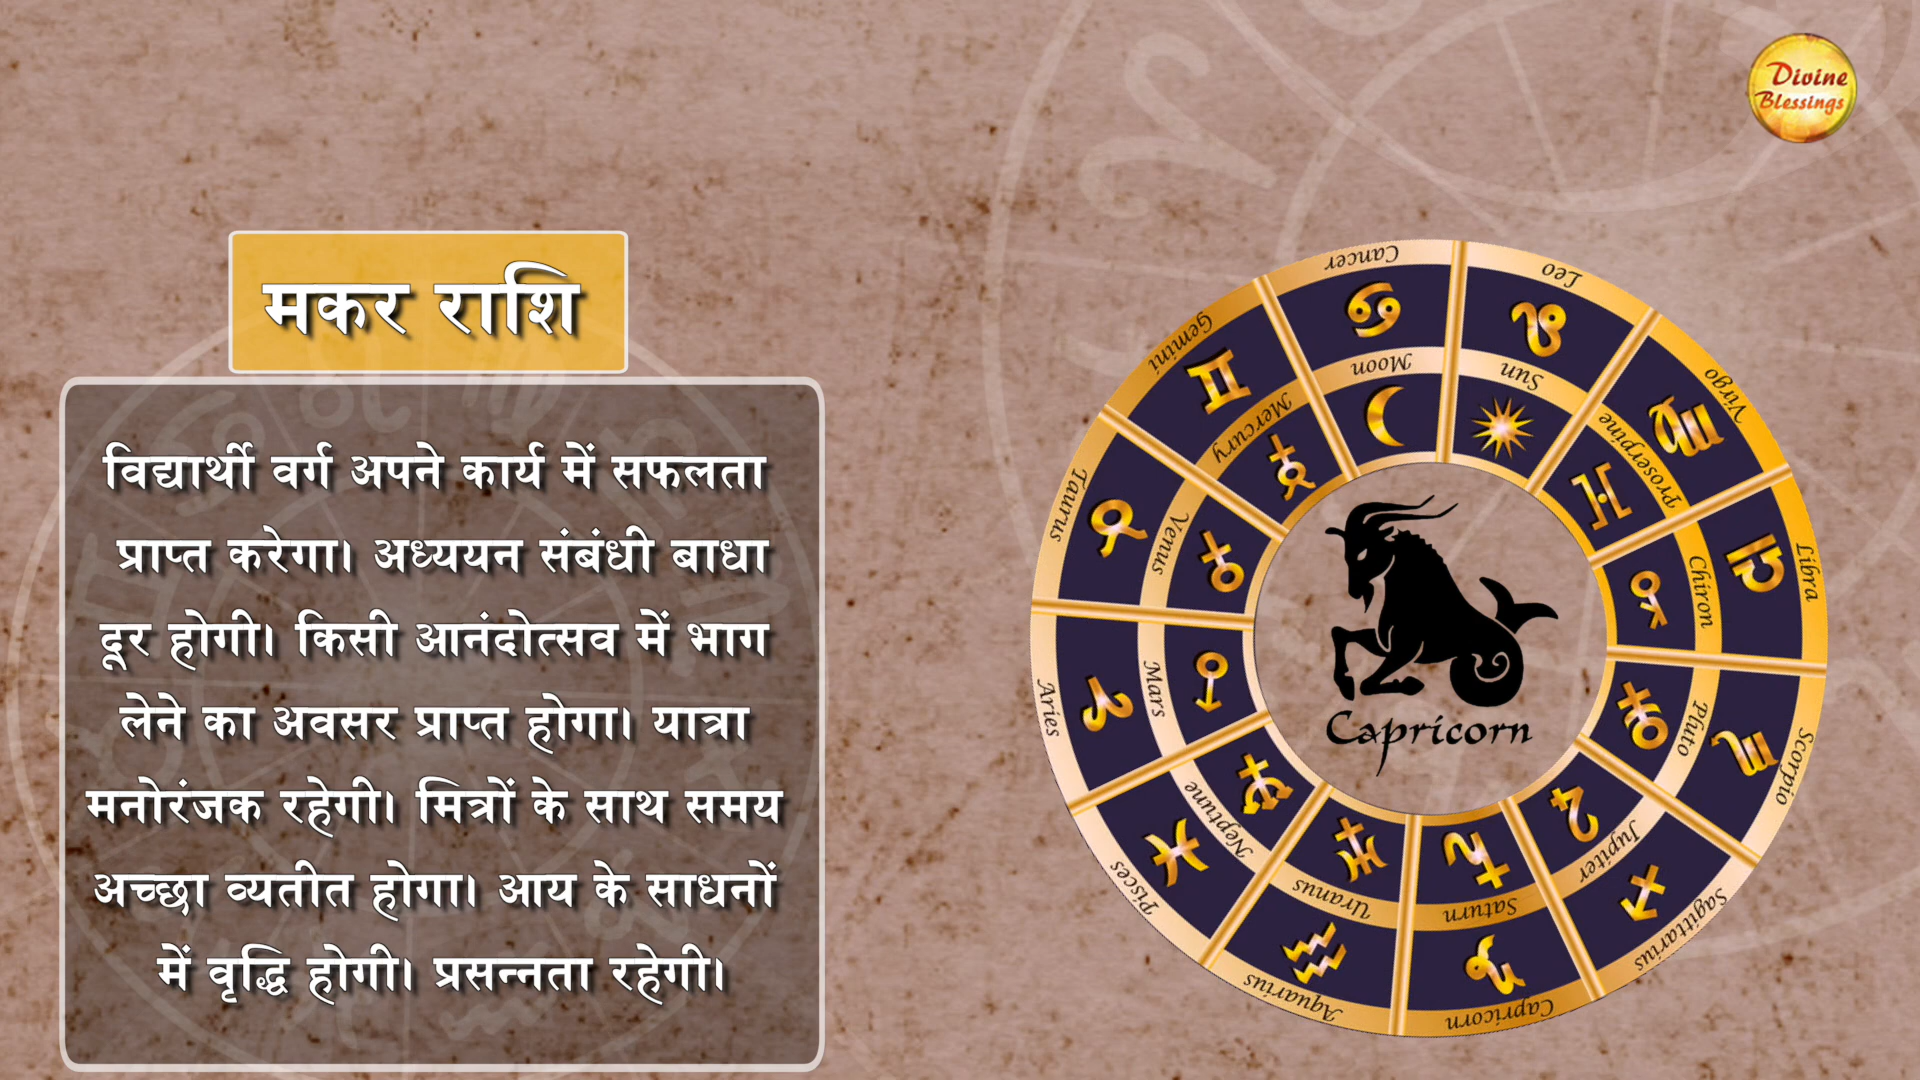 Divine
Blessings
मकर राशि
विद्यार्थी वर्ग अपने कार्य में सफलता
प्राप्त करेगा। अध्ययन संबंधी बाधा
दूर होगी। किसी आनंदोत्सव में भाग
लेने का अवसर प्राप्त होगा। यात्रा
मनोरंजक रहेगी। मित्रों के साथ समय
अच्छा व्यतीत होगा। आय के साधनों
में वृद्धि होगी। प्रसन्नता रहेगी।
Cancer
Leo
Virgo
Libra
Scorpio
Sagittarius
Capricorn
Aquarius
Pisces
Aries
Taurus
Gemini
Moon
Sun
Proserpine
Chiron
Pluto
Jupiter
Saturn
Uranus
Neptune
Mars
Venus
Mercury
Capricorn